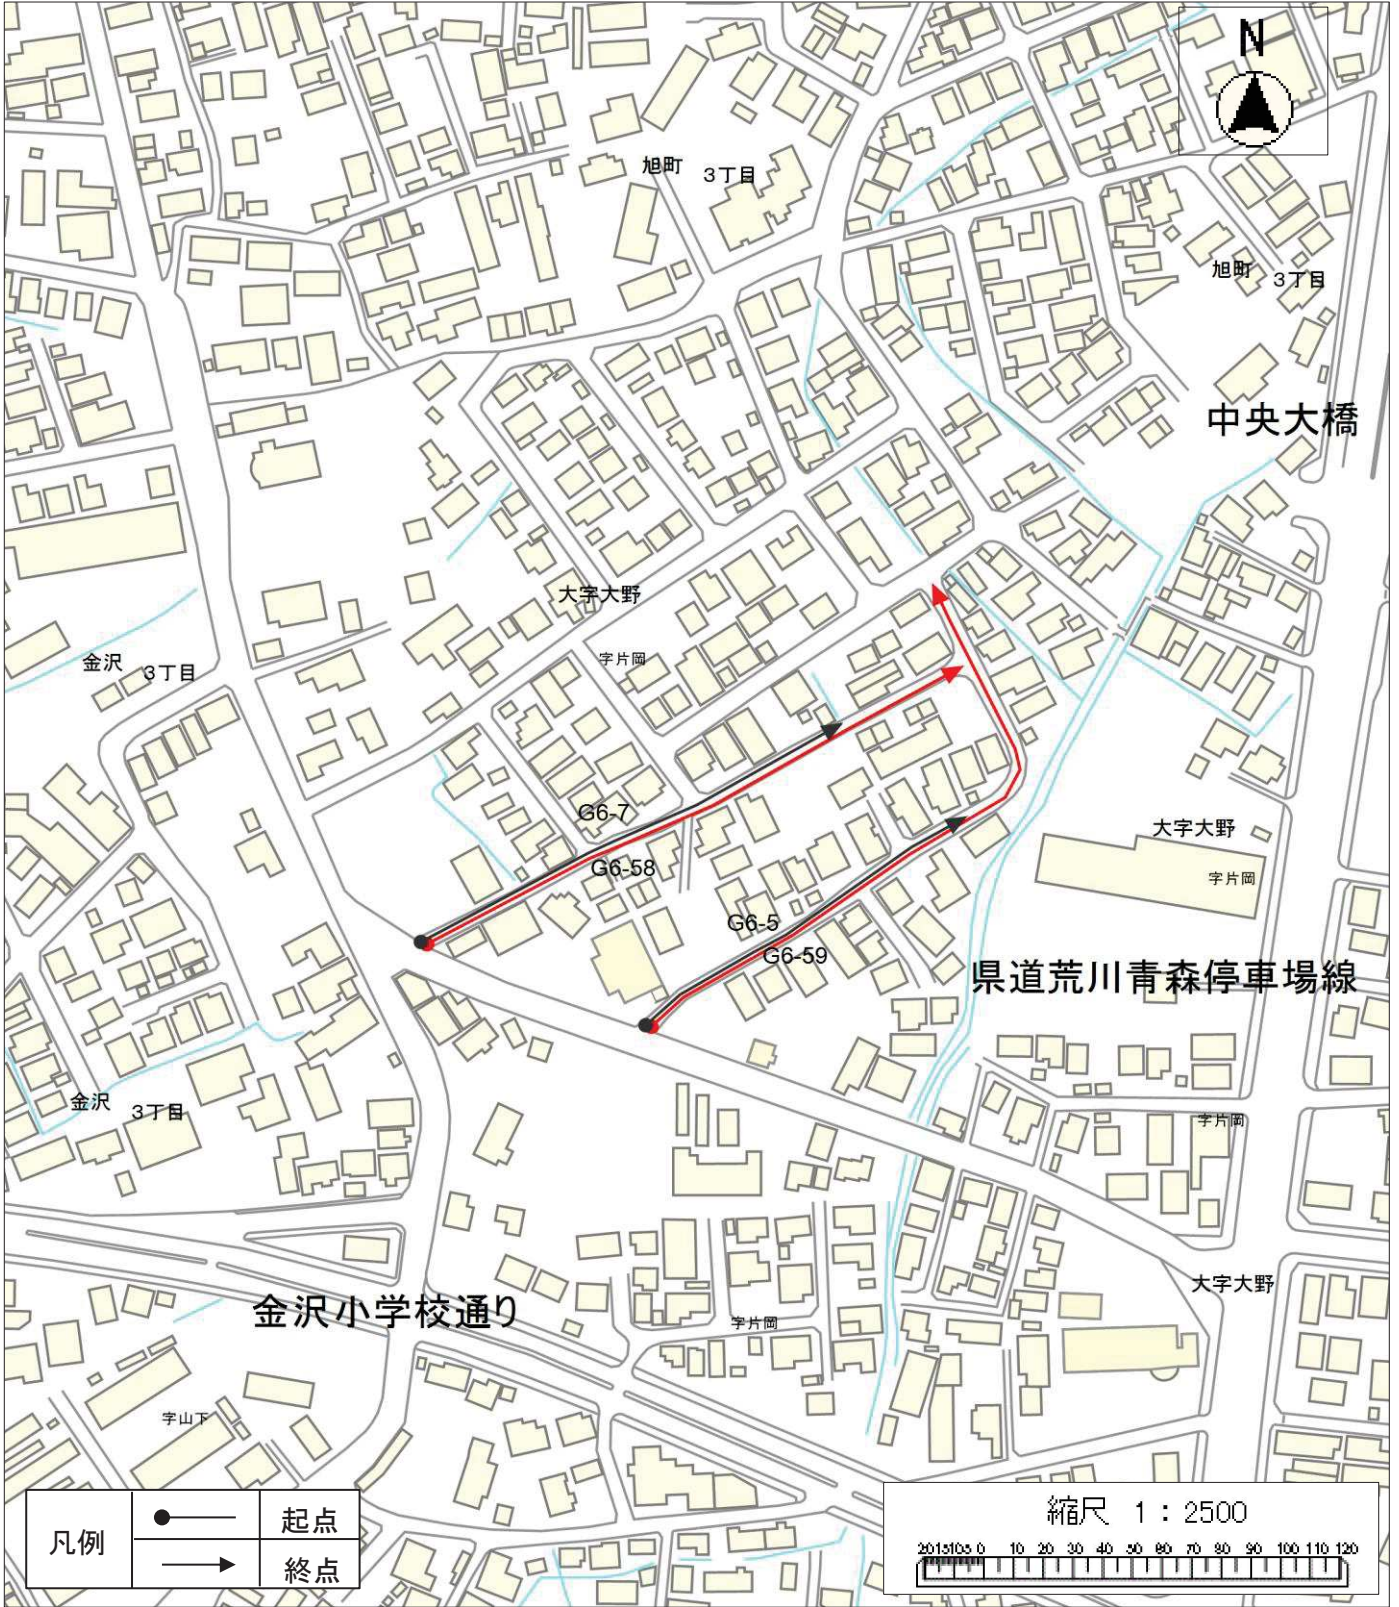 N
旭町 3丁目
旭町 3丁目
中央大橋
大字大野
字片岡
金沢 3丁目
G6-7
G6-58
大字大野
字片岡
G6-5
G6-59
県道荒川青森停車場線
金沢 3丁目
字片岡
大字大野
金沢小学校通り
字片岡
字山下
凡例
起点
終点
縮尺 1:2500
20 15 10 5 0 10 20 30 40 50 60 70 80 90 100 110 120